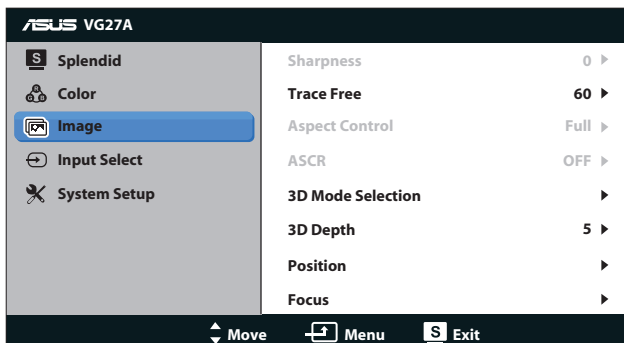 ASUS VG27A
S Splendid
Color
Image
Input Select
System Setup
Sharpness 0
Trace Free 60
Aspect Control Full
ASCR OFF
3D Mode Selection
3D Depth 5
Position
Focus
Move Menu S Exit